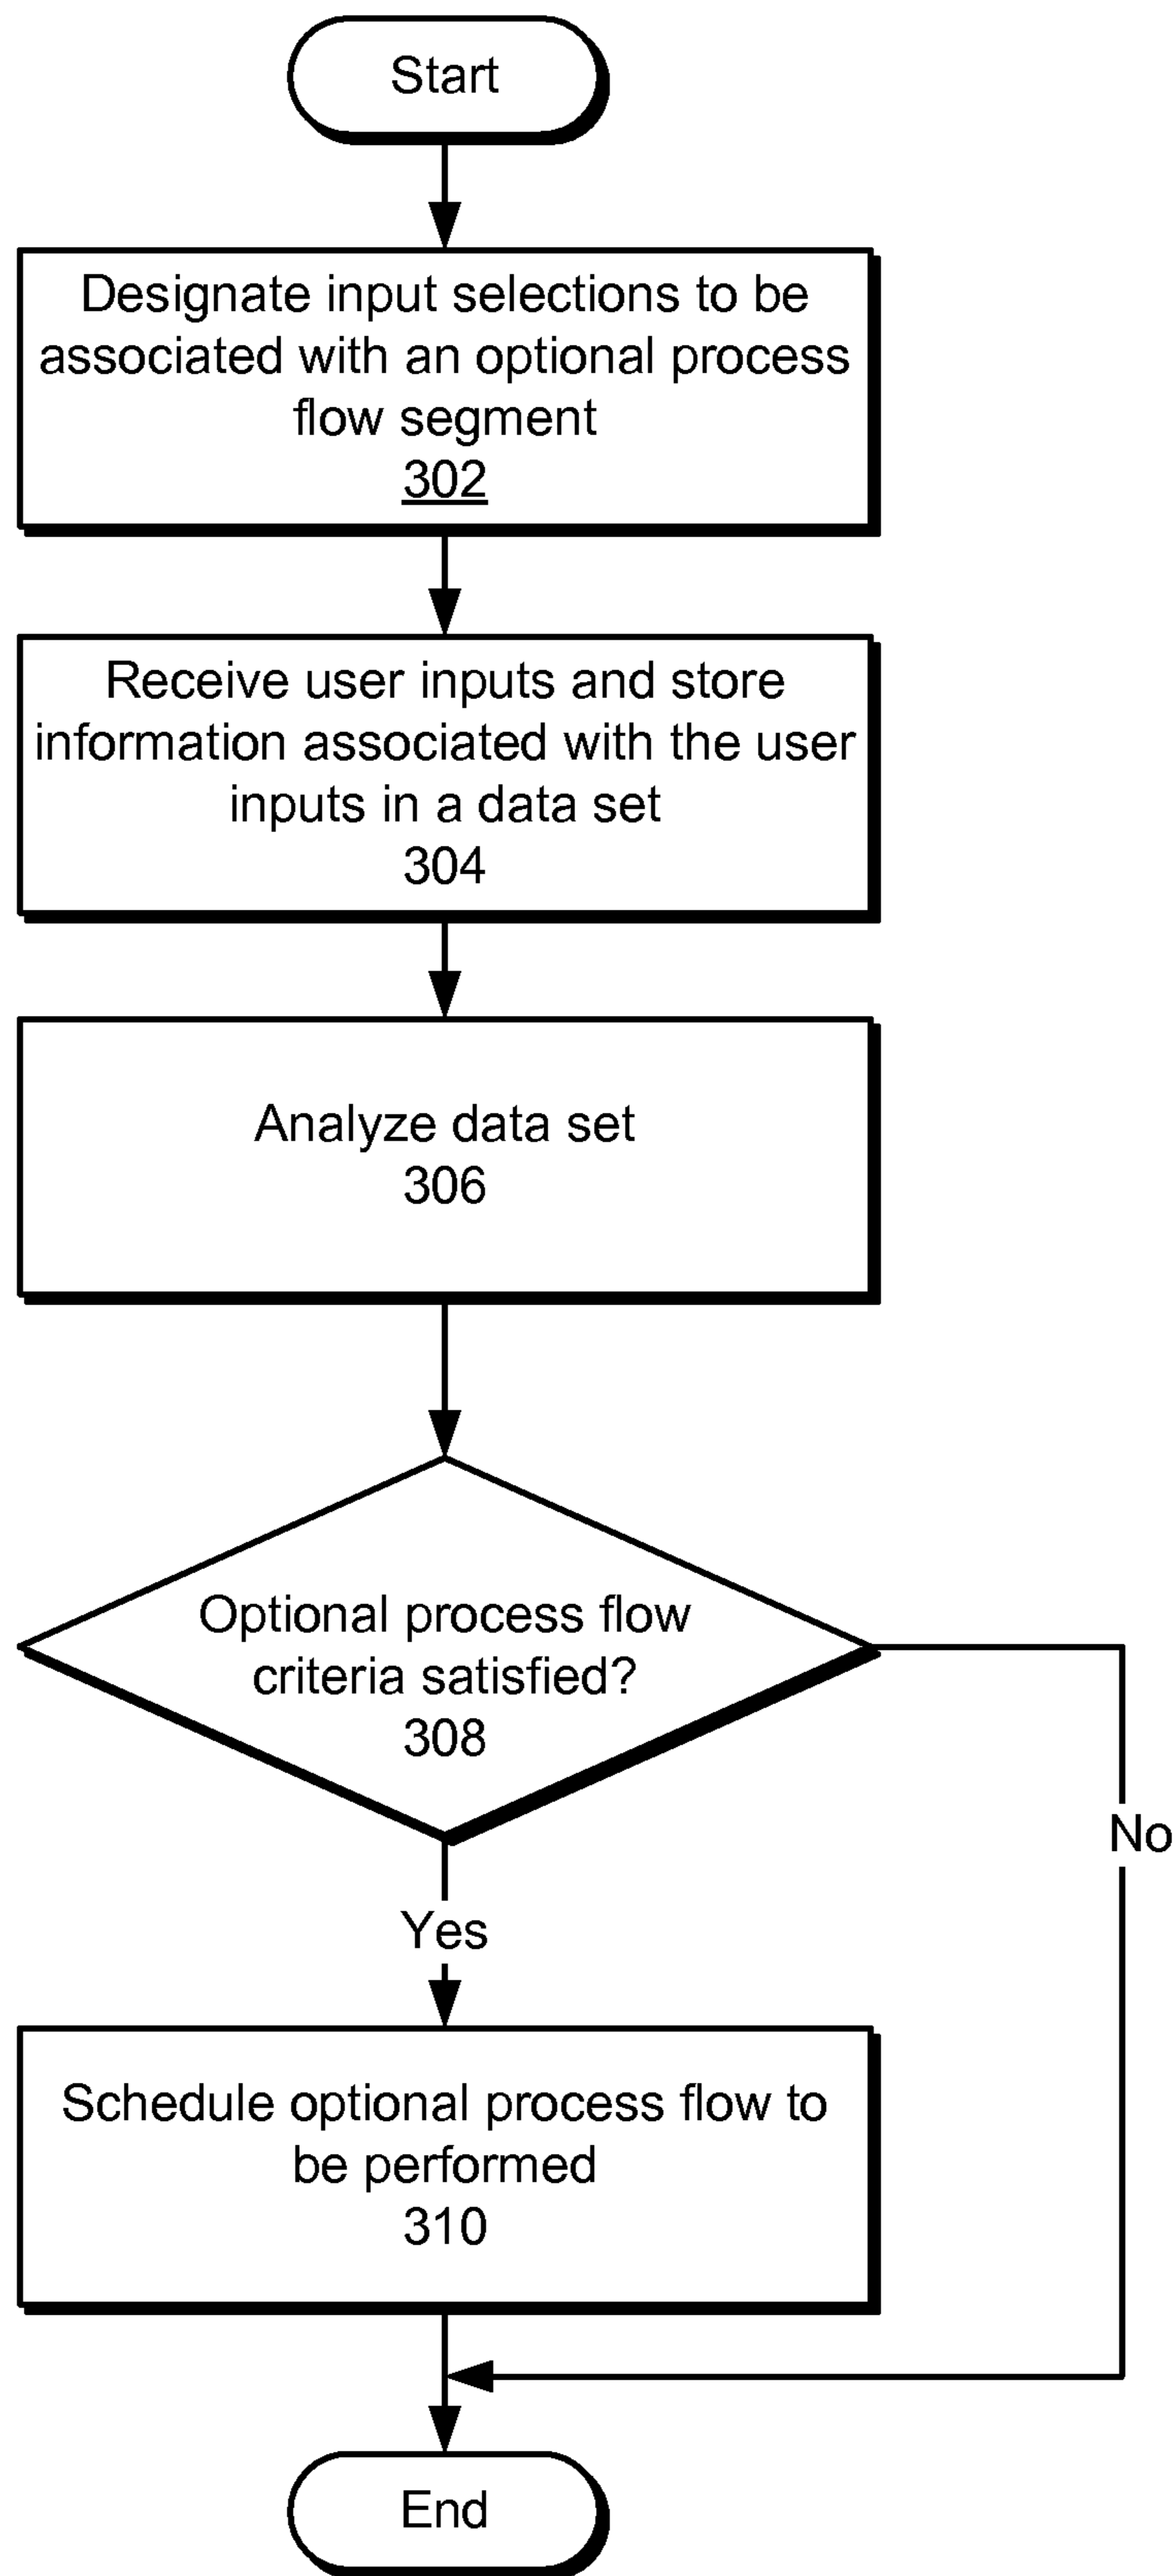 Start
Designate input selections to be
associated with an optional process
flow segment
302
Receive user inputs and store
information associated with the user
inputs in a data set
304
Analyze data set
306
Optional process flow
criteria satisfied?
308
No
Yes
Schedule optional process flow to
be performed
310
End